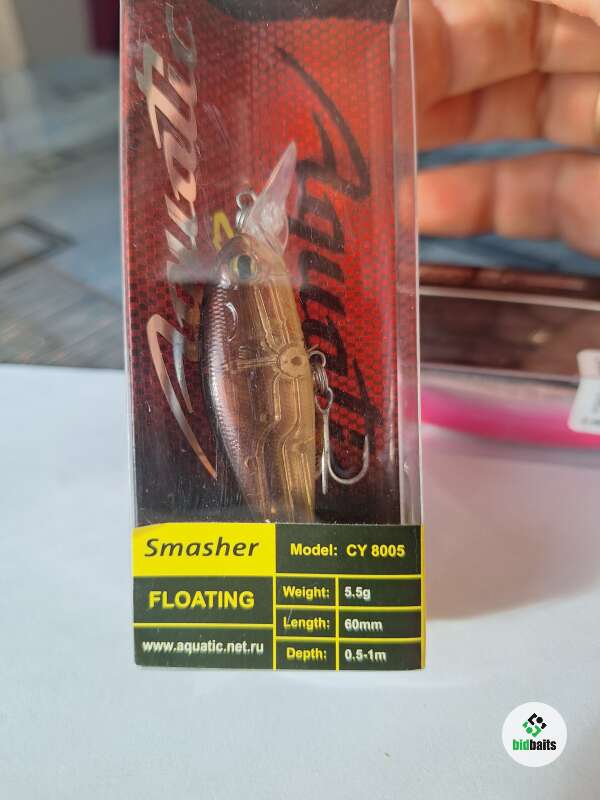 Aquatic
Aquatic
Smasher
Model: CY 8005
FLOATING
Weight: 5.5g
Length: 60mm
Depth: 0.5-1m
www.aquatic.net.ru
bidbaits